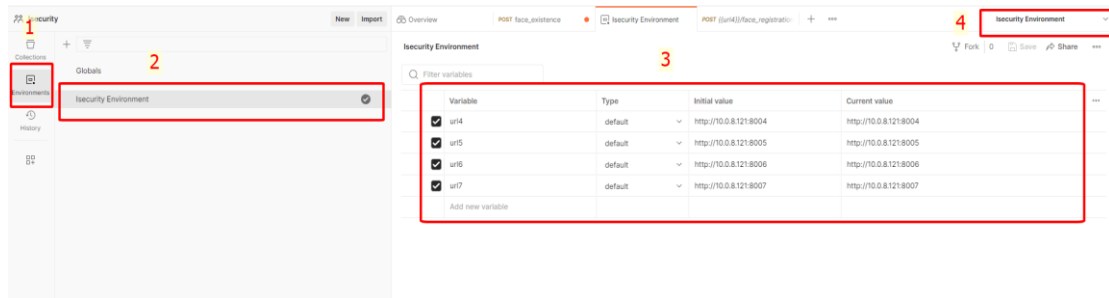 Isecurity New Import Overview POST face_existence Isecurity Environment POST {{url4}}/face_registration Isecurity Environment
1
2
3
4
Collections
Environments
History
Globals
Isecurity Environment
Isecurity Environment Fork 0 Save Share
Filter variables
Variable Type Initial value Current value
url4 default http://10.0.8.121:8004 http://10.0.8.121:8004
url5 default http://10.0.8.121:8005 http://10.0.8.121:8005
url6 default http://10.0.8.121:8006 http://10.0.8.121:8006
url7 default http://10.0.8.121:8007 http://10.0.8.121:8007
Add new variable